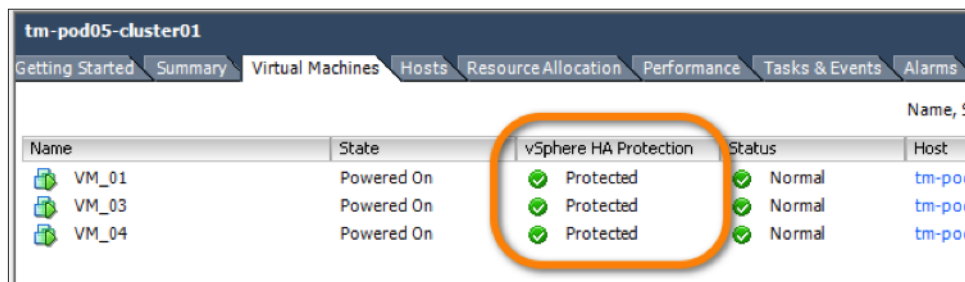 tm-pod05-cluster01
Getting Started Summary Virtual Machines Hosts Resource Allocation Performance Tasks & Events Alarms
Name,
Name State vSphere HA Protection Status Host
VM_01 Powered On Protected Normal tm-po
VM_03 Powered On Protected Normal tm-po
VM_04 Powered On Protected Normal tm-po